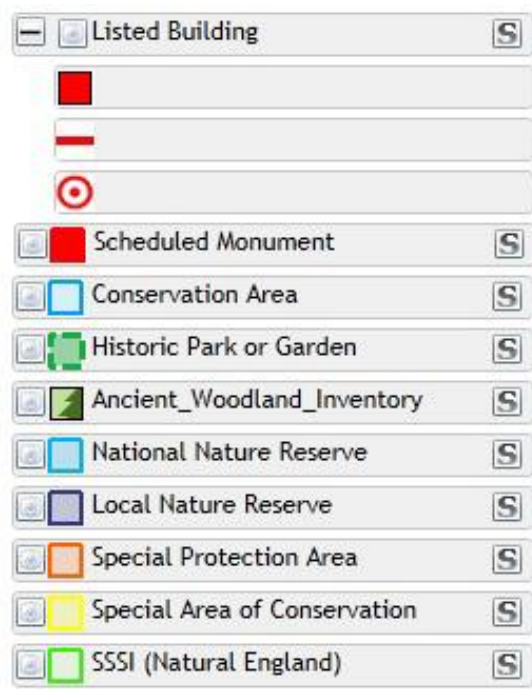 Listed Building S
Scheduled Monument S
Conservation Area S
Historic Park or Garden S
Ancient_Woodland_Inventory S
National Nature Reserve S
Local Nature Reserve S
Special Protection Area S
Special Area of Conservation S
SSSI (Natural England) S